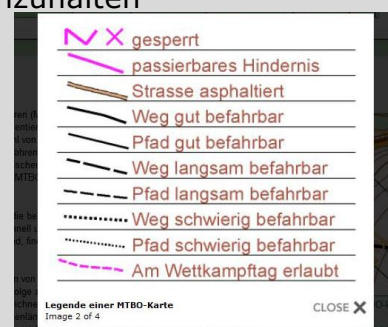 gesperrt
passierbares Hindernis
Strasse asphaltiert
Weg gut befahrbar
Pfad gut befahrbar
Weg langsam befahrbar
Pfad langsam befahrbar
Weg schwierig befahrbar
Pfad schwierig befahrbar
Am Wettkampftag erlaubt
Legende einer MTBO-Karte
CLOSE X
Image 2 of 4